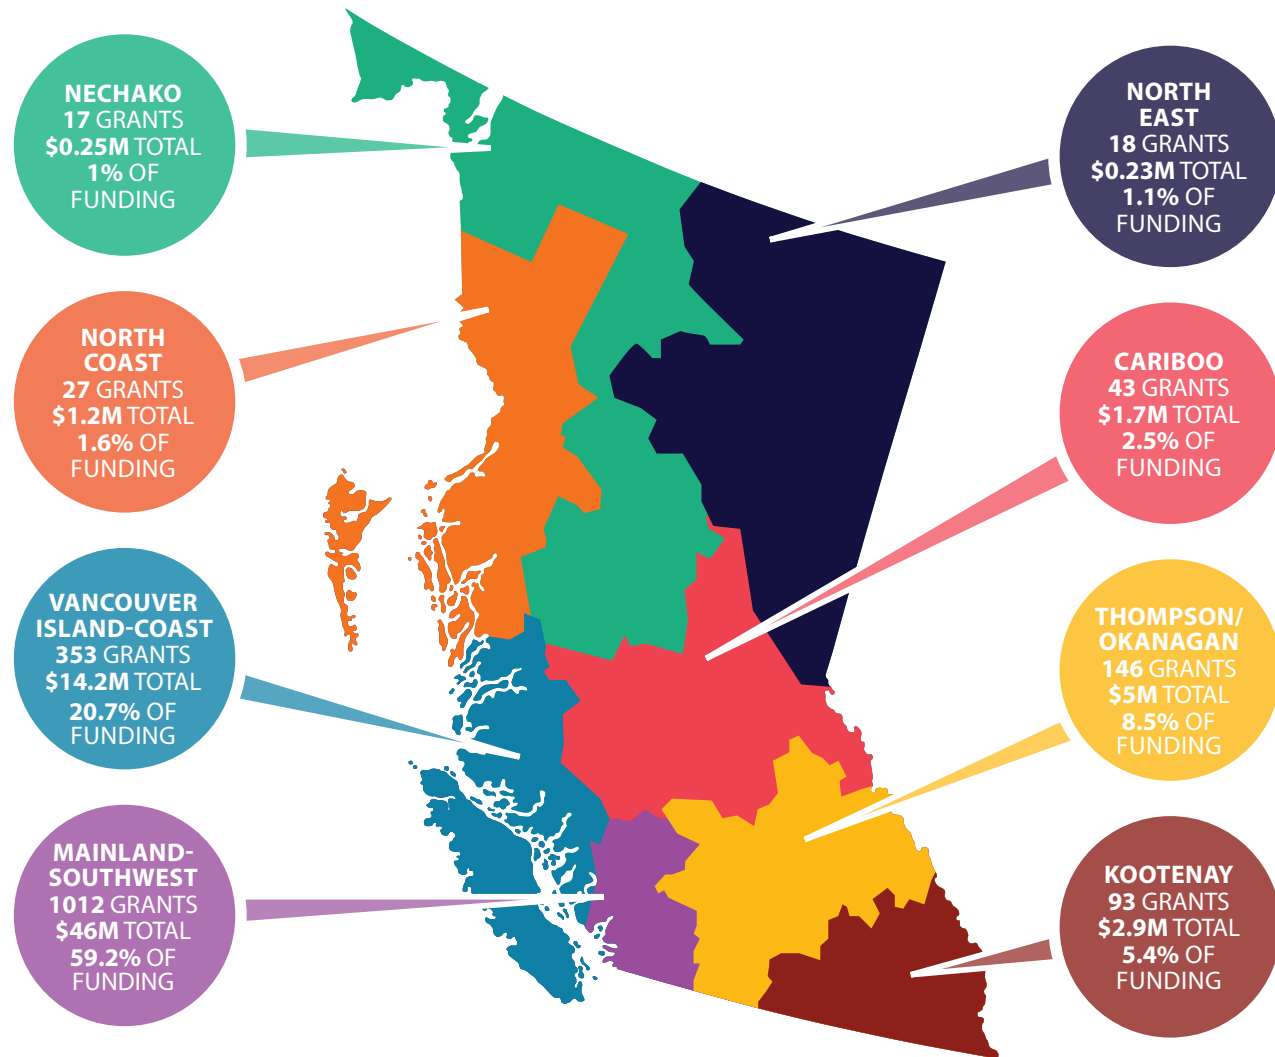 NECHAKO
17 GRANTS
$0.25M TOTAL
1% OF
FUNDING
NORTH
COAST
27 GRANTS
$1.2M TOTAL
1.6% OF
FUNDING
VANCOUVER
ISLAND-COAST
353 GRANTS
$14.2M TOTAL
20.7% OF
FUNDING
MAINLAND-
SOUTHWEST
1012 GRANTS
$46M TOTAL
59.2% OF
FUNDING
NORTH
EAST
18 GRANTS
$0.23M TOTAL
1.1% OF
FUNDING
CARIBOO
43 GRANTS
$1.7M TOTAL
2.5% OF
FUNDING
THOMPSON/
OKANAGAN
146 GRANTS
$5M TOTAL
8.5% OF
FUNDING
KOOTENAY
93 GRANTS
$2.9M TOTAL
5.4% OF
FUNDING